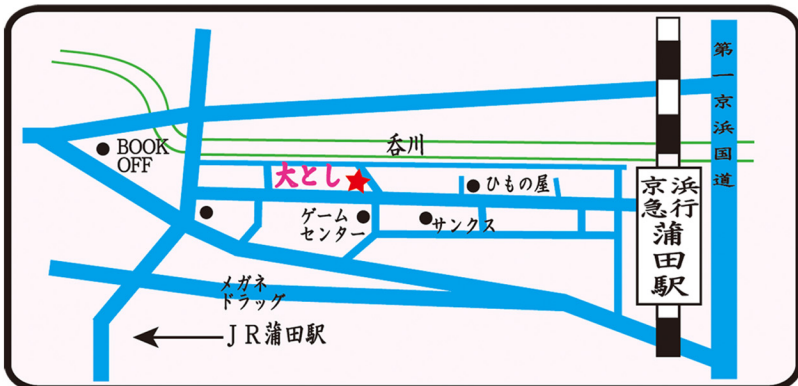 第一京浜国道
呑川
BOOK
OFF
大とし
ひもの屋
ゲーム
センター
サンクス
京浜
急行
蒲田駅
メガネ
ドラッグ
JR蒲田駅